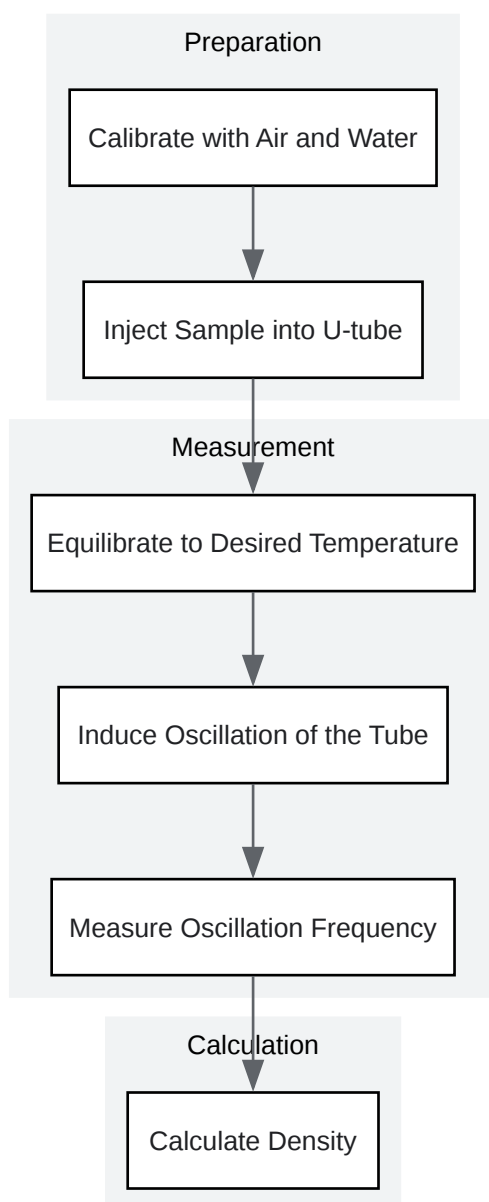 Preparation
Calibrate with Air and Water
Inject Sample into U-tube
Measurement
Equilibrate to Desired Temperature
Induce Oscillation of the Tube
Measure Oscillation Frequency
Calculation
Calculate Density